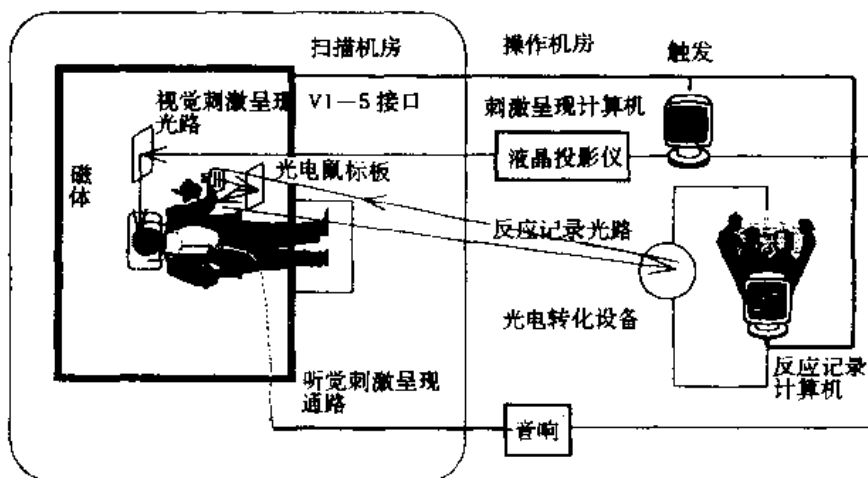 扫描机房
操作机房
触发
视觉刺激呈现
光路
V1—5 接口
刺激呈现计算机
液晶投影仪
磁体
光电鼠标板
反应记录光路
光电转化设备
反应记录
计算机
听觉刺激呈现
通路
音响